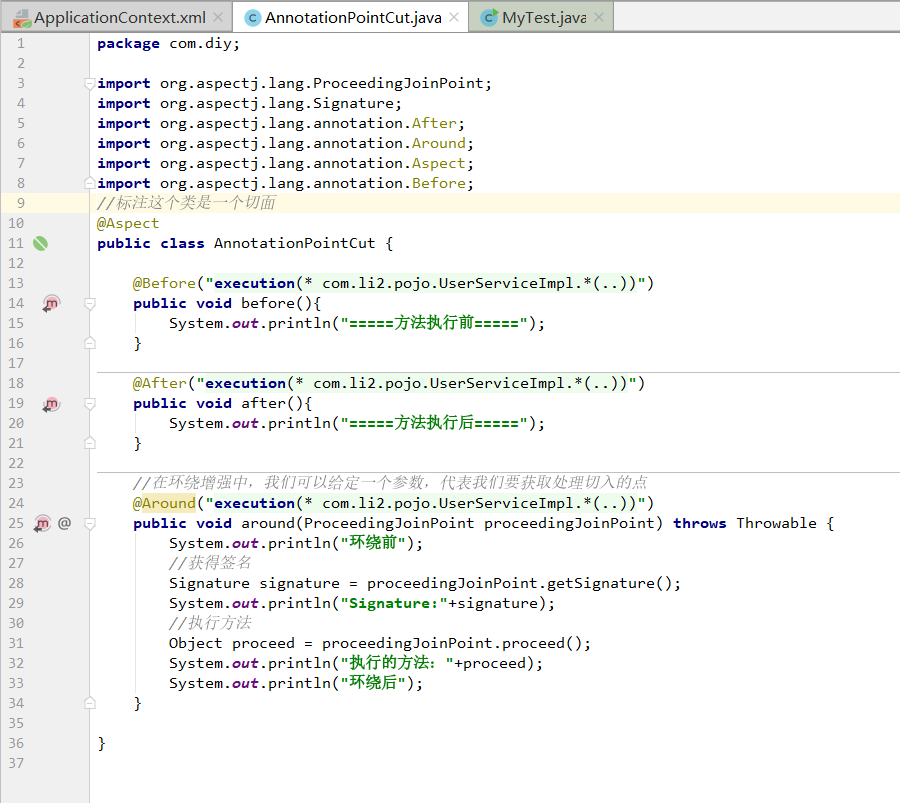 ApplicationContext.xml AnnotationPointCut.java MyTest.java
1 package com.diy;
2
3 import org.aspectj.lang.ProceedingJoinPoint;
4 import org.aspectj.lang.Signature;
5 import org.aspectj.lang.annotation.After;
6 import org.aspectj.lang.annotation.Around;
7 import org.aspectj.lang.annotation.Aspect;
8 import org.aspectj.lang.annotation.Before;
9 //标注这个类是一个切面
10 @Aspect
11 public class AnnotationPointCut {
12
13 @Before("execution(* com.li2.pojo.UserServiceImpl.*(..))")
14 public void before(){
15 System.out.println("=====方法执行前=====");
16 }
17
18 @After("execution(* com.li2.pojo.UserServiceImpl.*(..))")
19 public void after(){
20 System.out.println("=====方法执行后=====");
21 }
22
23 //在环绕增强中，我们可以给定一个参数，代表我们要获取处理切入的点
24 @Around("execution(* com.li2.pojo.UserServiceImpl.*(..))")
25 @ public void around(ProceedingJoinPoint proceedingJoinPoint) throws Throwable {
26 System.out.println("环绕前");
27 //获得签名
28 Signature signature = proceedingJoinPoint.getSignature();
29 System.out.println("Signature:"+signature);
30 //执行方法
31 Object proceed = proceedingJoinPoint.proceed();
32 System.out.println("执行的方法："+proceed);
33 System.out.println("环绕后");
34 }
35
36 }
37